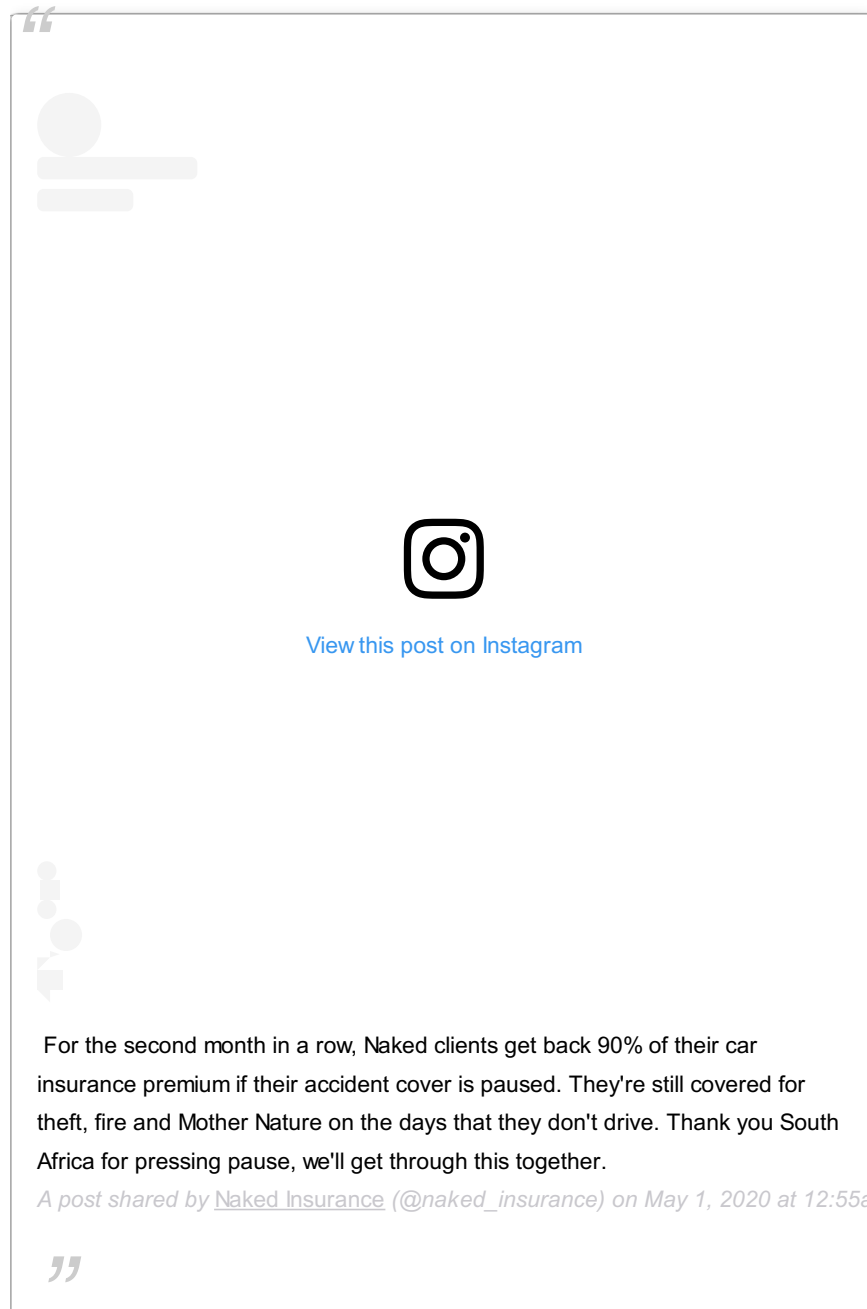 “
View this post on Instagram
For the second month in a row, Naked clients get back 90% of their car
insurance premium if their accident cover is paused. They're still covered for
theft, fire and Mother Nature on the days that they don't drive. Thank you South
Africa for pressing pause, we'll get through this together.
A post shared by Naked Insurance (@naked_insurance) on May 1, 2020 at 12:55a
”